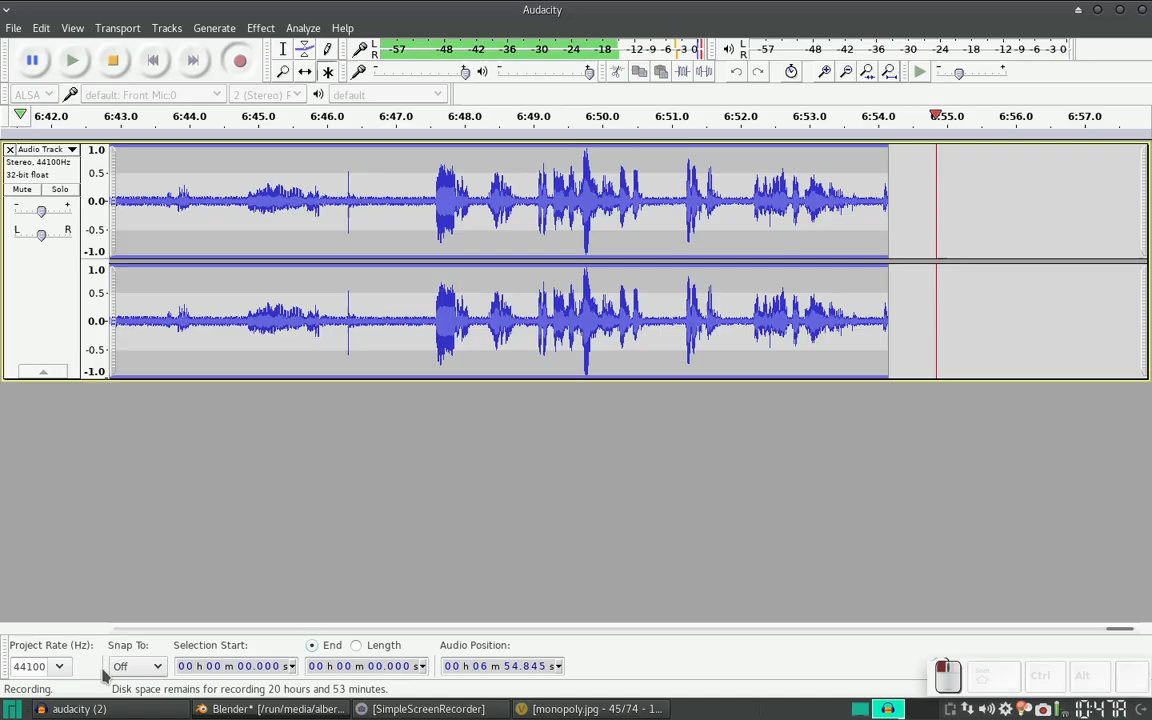 Audacity
File Edit View Transport Tracks Generate Effect Analyze Help
L R -57 -48 -42 -36 -30 -24 -18 -12 -9 -6 -3 0
L R -57 -48 -42 -36 -30 -24 -18 -12 -9 -6 -3 0
- + - + - +
ALSA default: Front Mic:0 2 (Stereo) F default
6:42.0 6:43.0 6:44.0 6:45.0 6:46.0 6:47.0 6:48.0 6:49.0 6:50.0 6:51.0 6:52.0 6:53.0 6:54.0 6:55.0 6:56.0 6:57.0
Audio Track
Stereo, 44100Hz
32-bit float
Mute Solo
- +
L R
1.0
0.5
0.0
-0.5
-1.0
1.0
0.5
0.0
-0.5
-1.0
Project Rate (Hz): Snap To: Selection Start: End Length Audio Position:
44100 Off 00 h 00 m 00.000 s 00 h 00 m 00.000 s 00 h 06 m 54.845 s
Ctrl Alt
Recording. Disk space remains for recording 20 hours and 53 minutes.
audacity (2) Blender* [/run/media/alber... [SimpleScreenRecorder] [monopoly.jpg - 45/74 - 1...